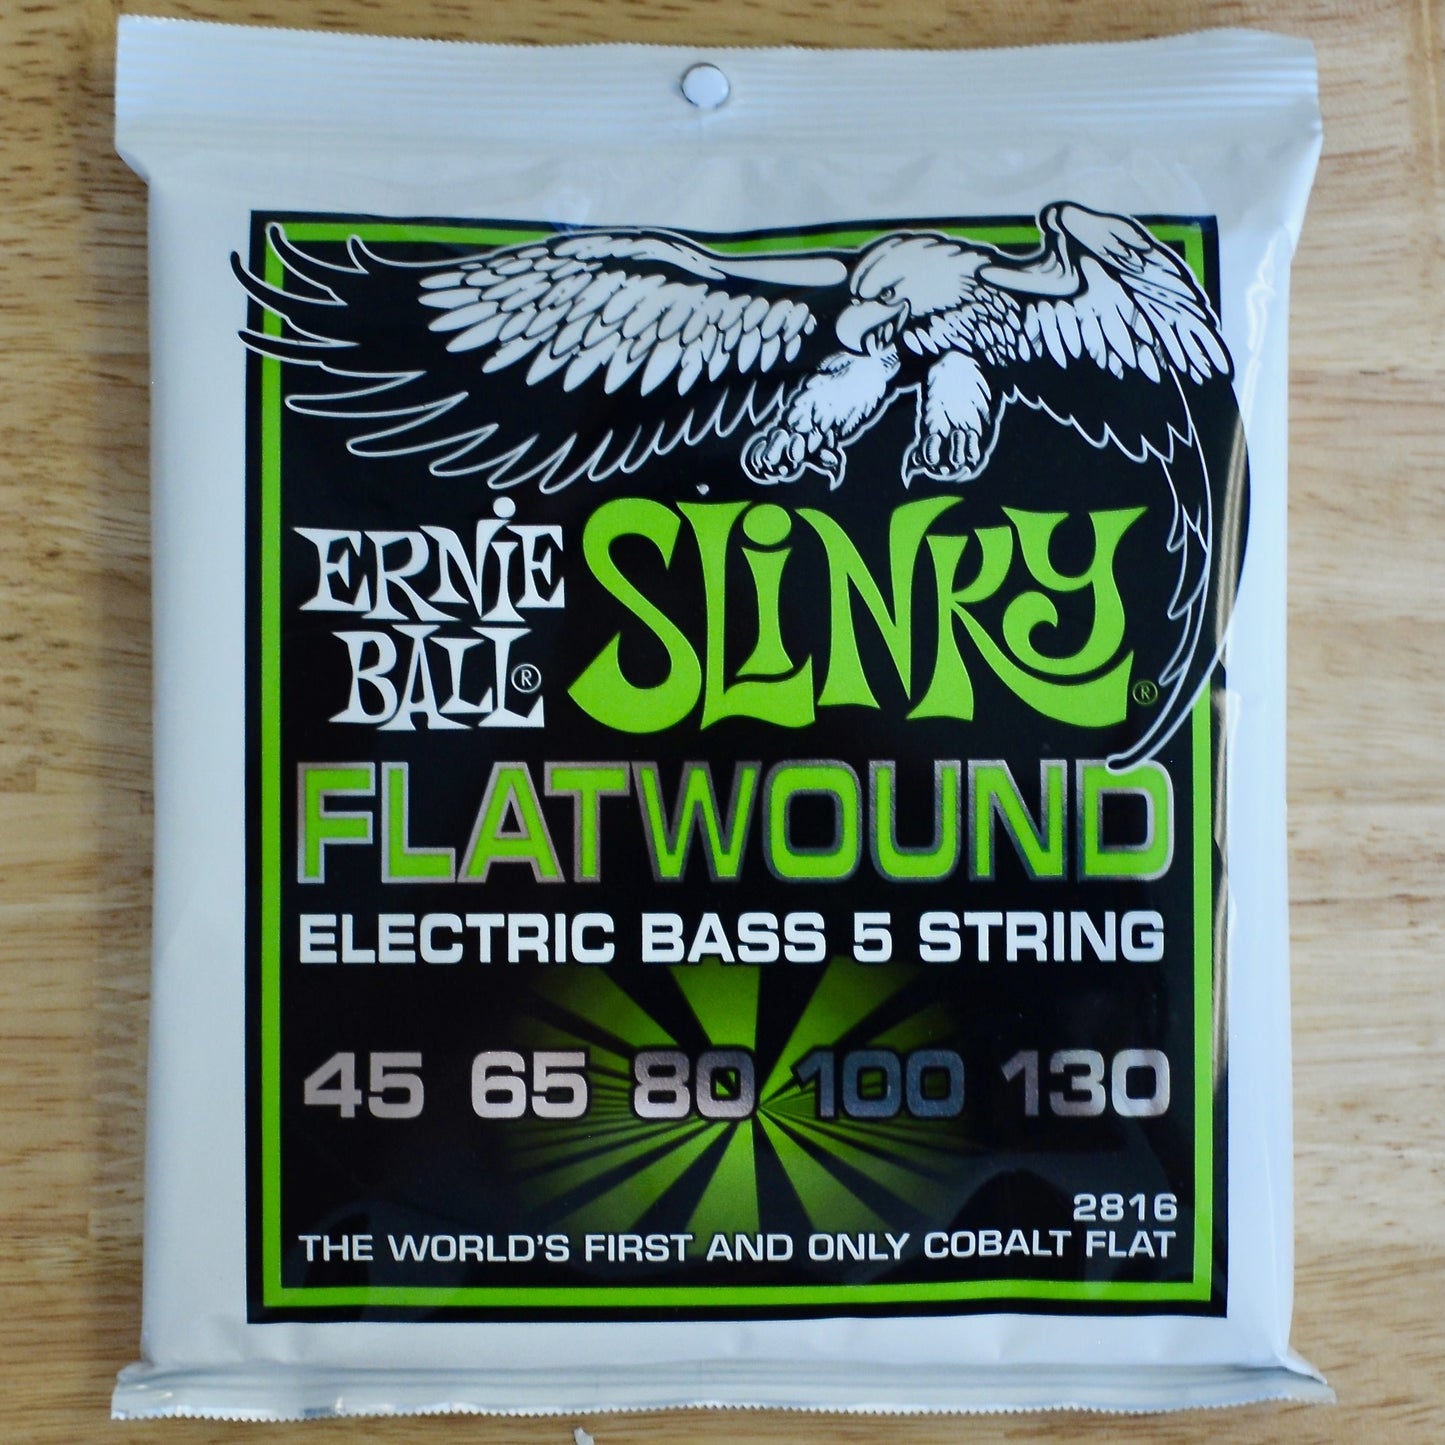 ERNiE BALL® SLiNKY®
FLATWOUND
ELECTRIC BASS 5 STRING
45 65 80 100 130
2816
THE WORLD'S FIRST AND ONLY COBALT FLAT